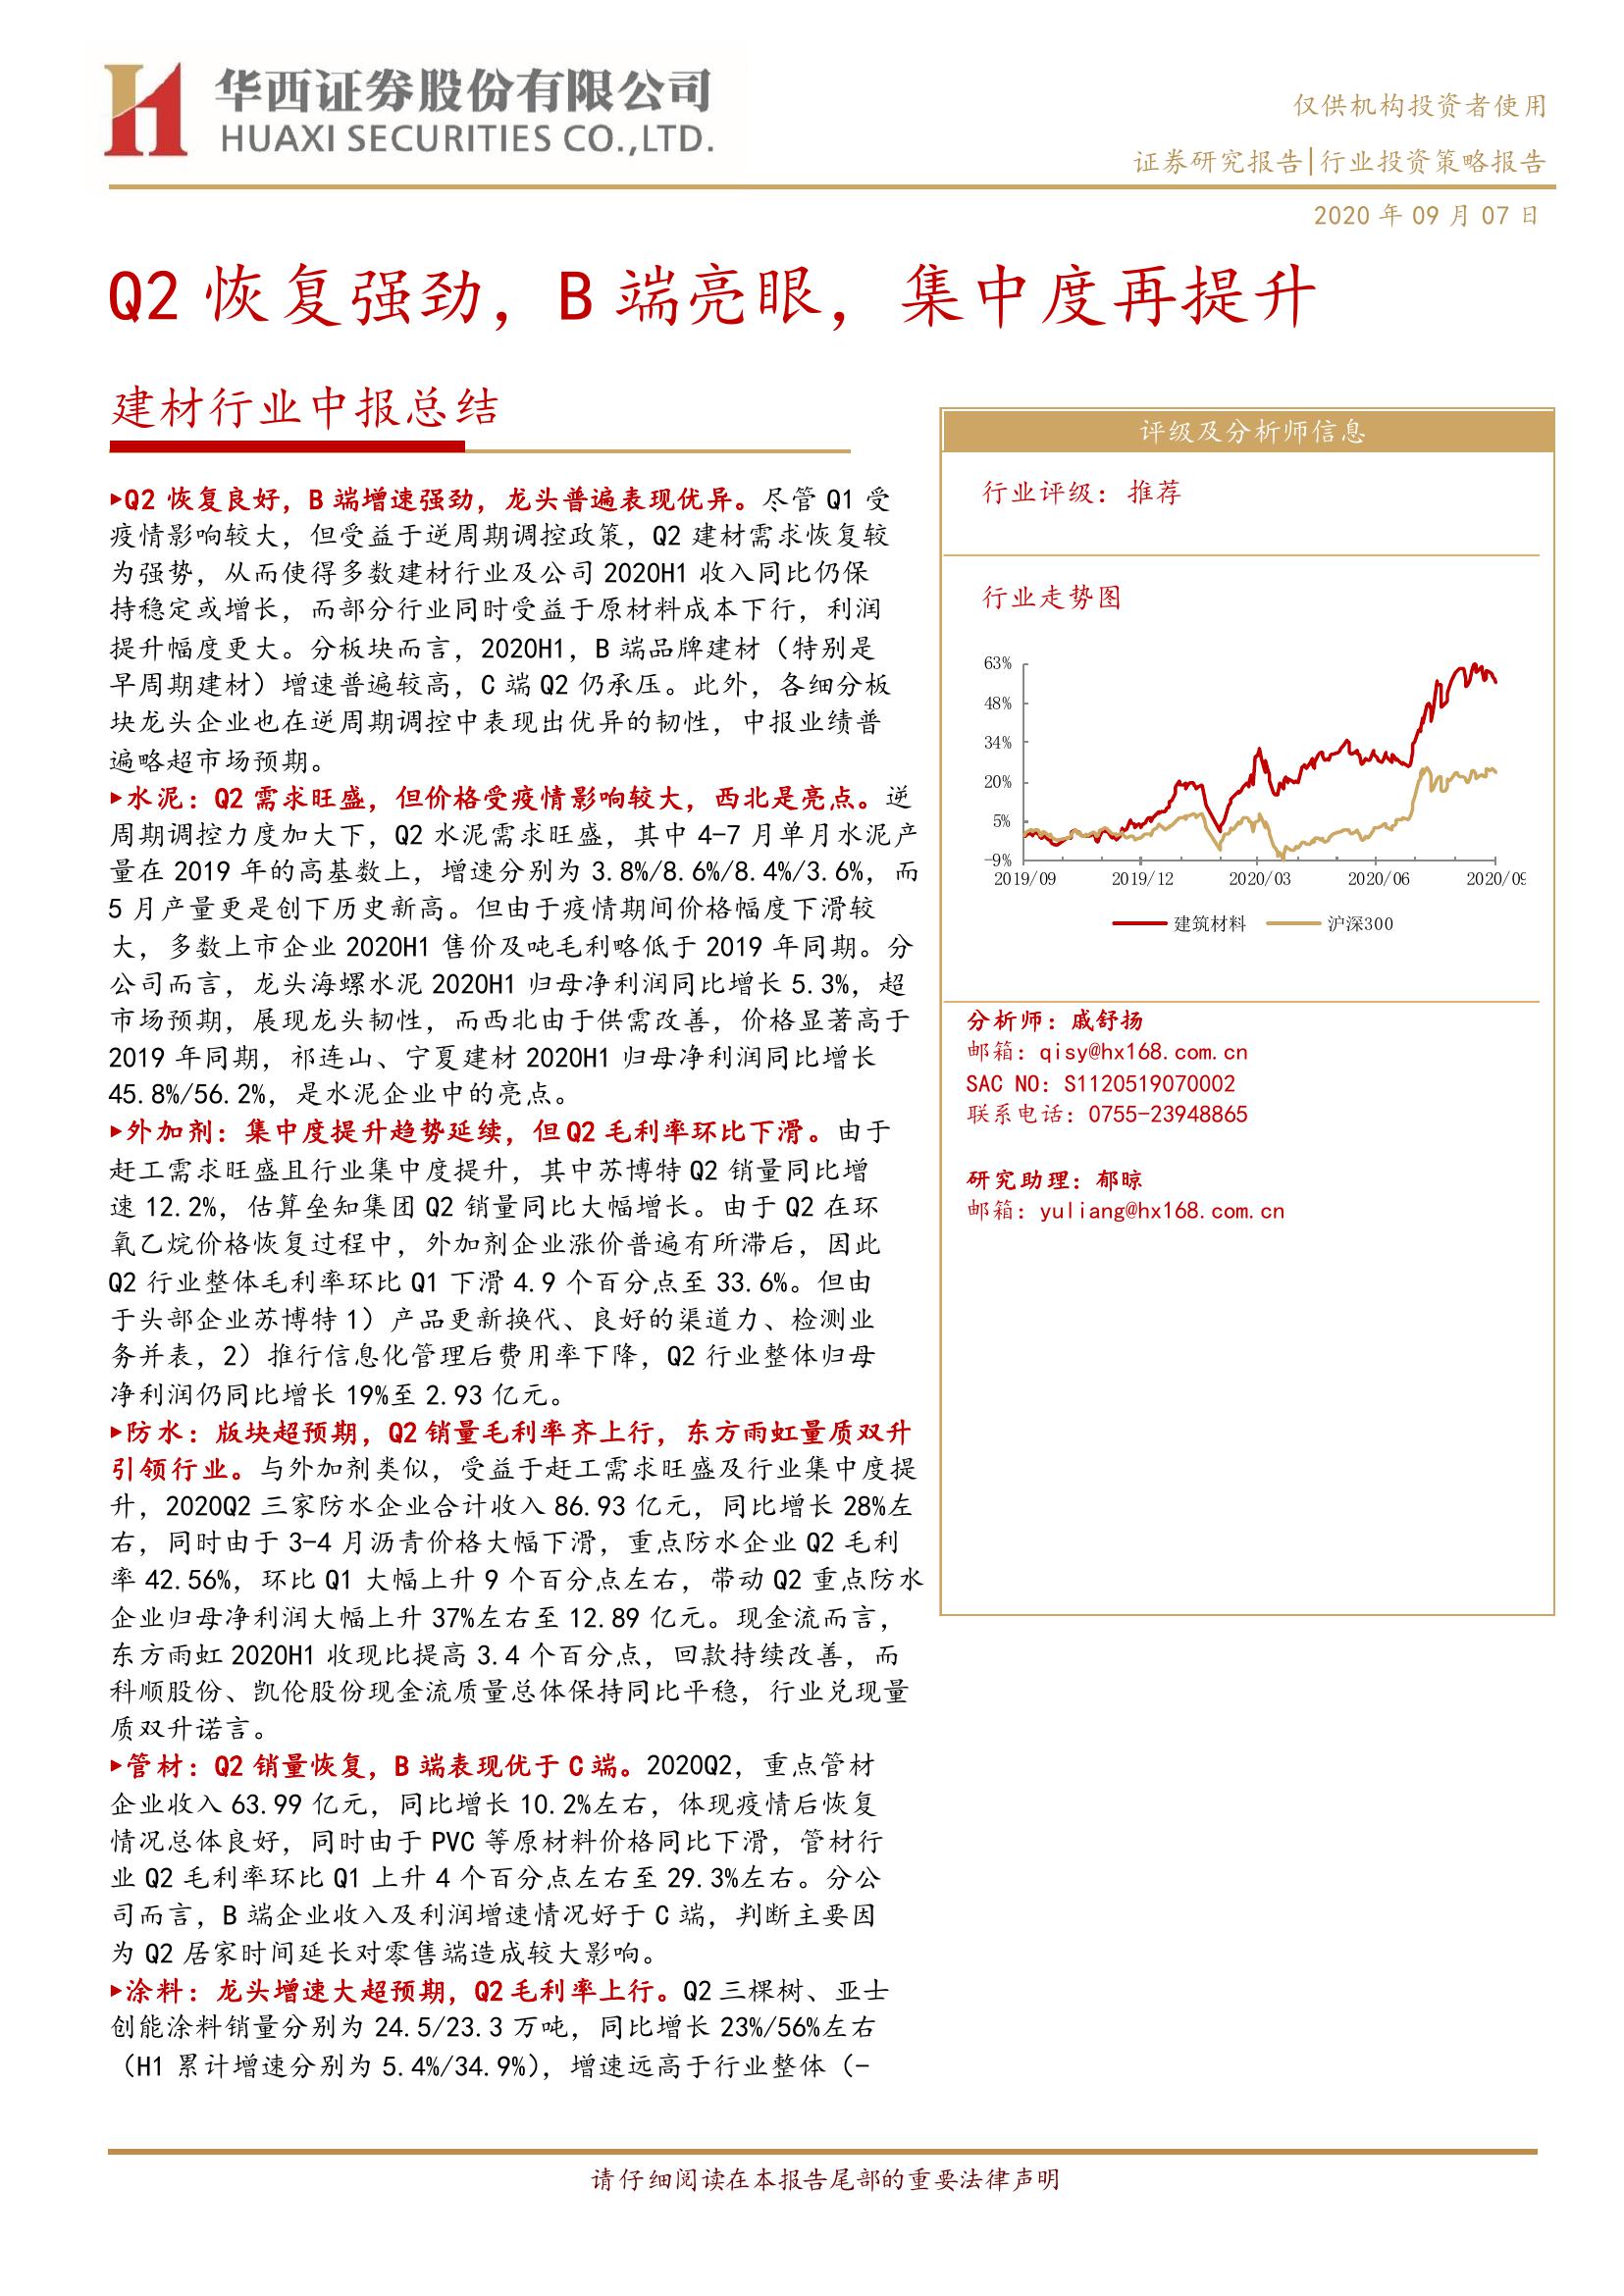 华西证券股份有限公司
HUAXI SECURITIES CO.,LTD.
仅供机构投资者使用
证券研究报告|行业投资策略报告
2020 年 09 月 07 日
Q2 恢复强劲，B 端亮眼，集中度再提升
建材行业中报总结
▸Q2 恢复良好，B 端增速强劲，龙头普遍表现优异。尽管 Q1 受
疫情影响较大，但受益于逆周期调控政策，Q2 建材需求恢复较
为强势，从而使得多数建材行业及公司 2020H1 收入同比仍保
持稳定或增长，而部分行业同时受益于原材料成本下行，利润
提升幅度更大。分板块而言，2020H1，B 端品牌建材（特别是
早周期建材）增速普遍较高，C 端 Q2 仍承压。此外，各细分板
块龙头企业也在逆周期调控中表现出优异的韧性，中报业绩普
遍略超市场预期。
▸水泥：Q2 需求旺盛，但价格受疫情影响较大，西北是亮点。逆
周期调控力度加大下，Q2 水泥需求旺盛，其中 4-7 月单月水泥产
量在 2019 年的高基数上，增速分别为 3.8%/8.6%/8.4%/3.6%，而
5 月产量更是创下历史新高。但由于疫情期间价格幅度下滑较
大，多数上市企业 2020H1 售价及吨毛利略低于 2019 年同期。分
公司而言，龙头海螺水泥 2020H1 归母净利润同比增长 5.3%，超
市场预期，展现龙头韧性，而西北由于供需改善，价格显著高于
2019 年同期，祁连山、宁夏建材 2020H1 归母净利润同比增长
45.8%/56.2%，是水泥企业中的亮点。
▸外加剂：集中度提升趋势延续，但 Q2 毛利率环比下滑。由于
赶工需求旺盛且行业集中度提升，其中苏博特 Q2 销量同比增
速 12.2%，估算垒知集团 Q2 销量同比大幅增长。由于 Q2 在环
氧乙烷价格恢复过程中，外加剂企业涨价普遍有所滞后，因此
Q2 行业整体毛利率环比 Q1 下滑 4.9 个百分点至 33.6%。但由
于头部企业苏博特 1）产品更新换代、良好的渠道力、检测业
务并表，2）推行信息化管理后费用率下降，Q2 行业整体归母
净利润仍同比增长 19%至 2.93 亿元。
▸防水：版块超预期，Q2 销量毛利率齐上行，东方雨虹量质双升
引领行业。与外加剂类似，受益于赶工需求旺盛及行业集中度提
升，2020Q2 三家防水企业合计收入 86.93 亿元，同比增长 28%左
右，同时由于 3-4 月沥青价格大幅下滑，重点防水企业 Q2 毛利
率 42.56%，环比 Q1 大幅上升 9 个百分点左右，带动 Q2 重点防水
企业归母净利润大幅上升 37%左右至 12.89 亿元。现金流而言，
东方雨虹 2020H1 收现比提高 3.4 个百分点，回款持续改善，而
科顺股份、凯伦股份现金流质量总体保持同比平稳，行业兑现量
质双升诺言。
▸管材：Q2 销量恢复，B 端表现优于 C 端。2020Q2，重点管材
企业收入 63.99 亿元，同比增长 10.2%左右，体现疫情后恢复
情况总体良好，同时由于 PVC 等原材料价格同比下滑，管材行
业 Q2 毛利率环比 Q1 上升 4 个百分点左右至 29.3%左右。分公
司而言，B 端企业收入及利润增速情况好于 C 端，判断主要因
为 Q2 居家时间延长对零售端造成较大影响。
▸涂料：龙头增速大超预期，Q2 毛利率上行。Q2 三棵树、亚士
创能涂料销量分别为 24.5/23.3 万吨，同比增长 23%/56%左右
（H1 累计增速分别为 5.4%/34.9%），增速远高于行业整体（-
评级及分析师信息
行业评级：推荐
行业走势图
63%
48%
34%
20%
5%
-9%
2019/09 2019/12 2020/03 2020/06 2020/09
建筑材料 沪深300
分析师：戚舒扬
邮箱：qisy@hx168.com.cn
SAC NO：S1120519070002
联系电话：0755-23948865
研究助理：郁晾
邮箱：yuliang@hx168.com.cn
请仔细阅读在本报告尾部的重要法律声明